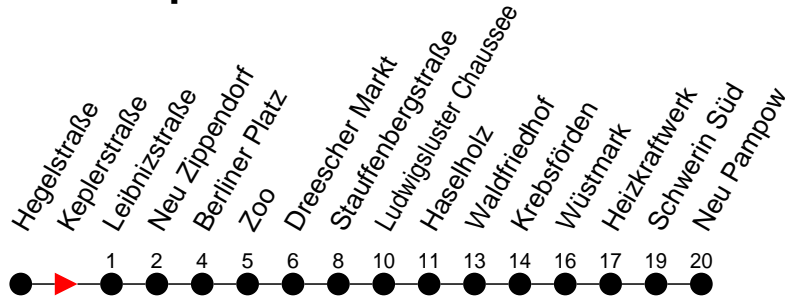 Hegelstraße
Keplerstraße
Leibnizstraße
Neu Zippendorf
Berliner Platz
Zoo
Dreescher Markt
Stauffenbergstraße
Ludwigsluster Chaussee
Haselholz
Waldfriedhof
Krebsförden
Wüstmark
Heizkraftwerk
Schwerin Süd
Neu Pampow
1 2 4 5 6 8 10 11 13 14 16 17 19 20